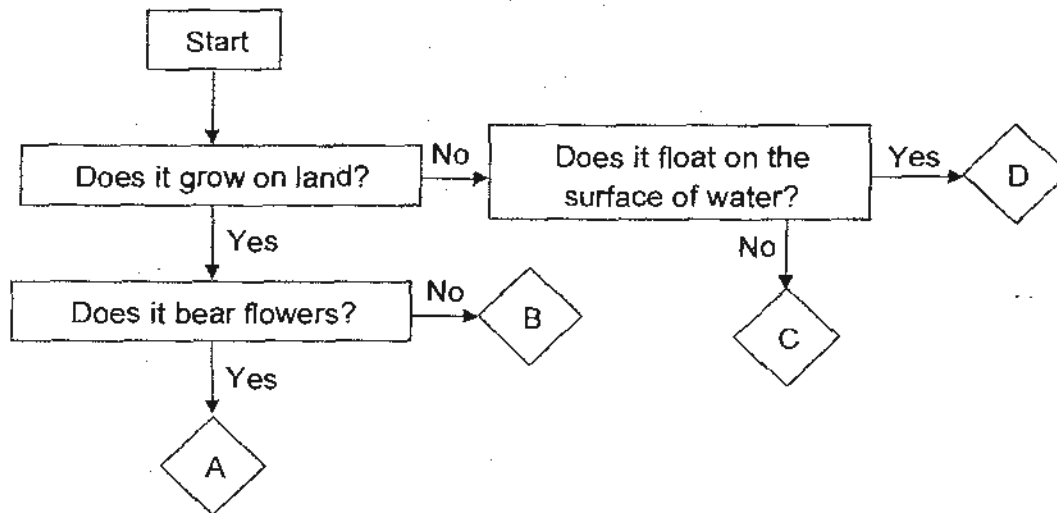 Start
Does it grow on land?
No
Does it float on the
surface of water?
Yes
D
Yes
No
Does it bear flowers?
No
B
C
Yes
A